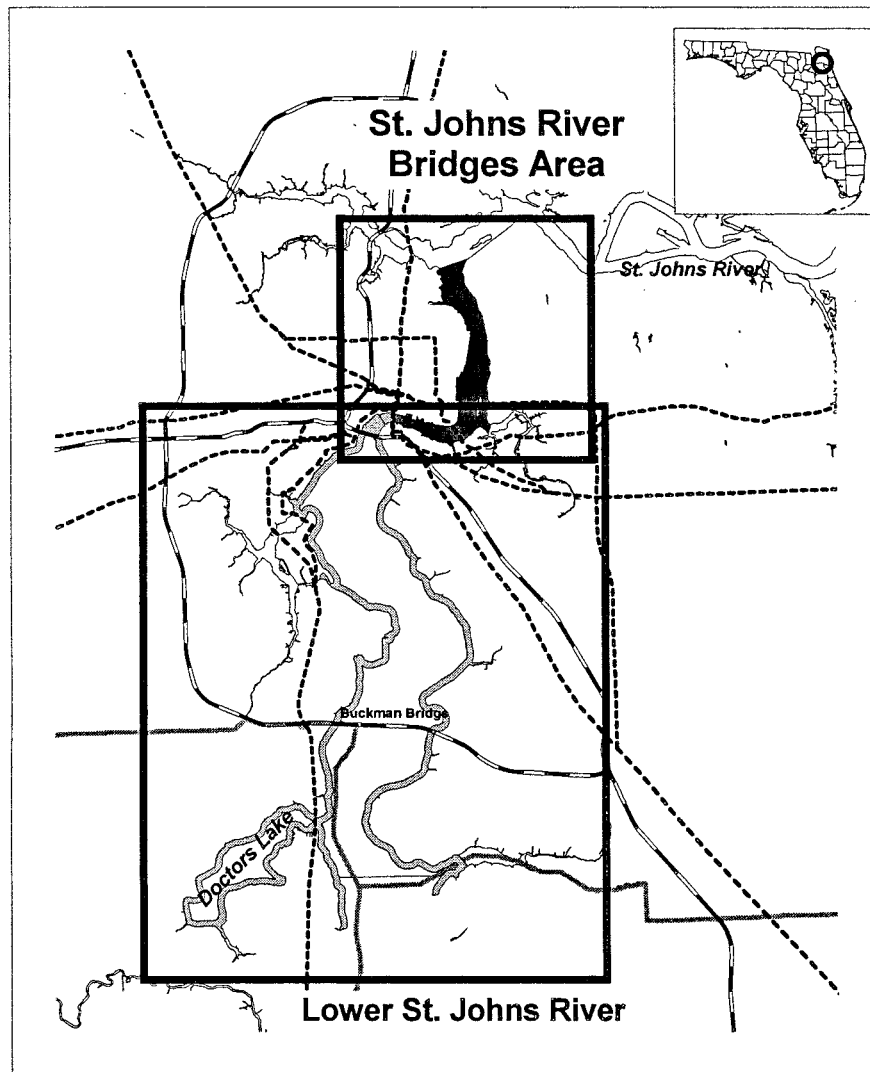 St. Johns River
Bridges Area
St. Johns River
Buckman Bridge
Doctors Lake
Lower St. Johns River